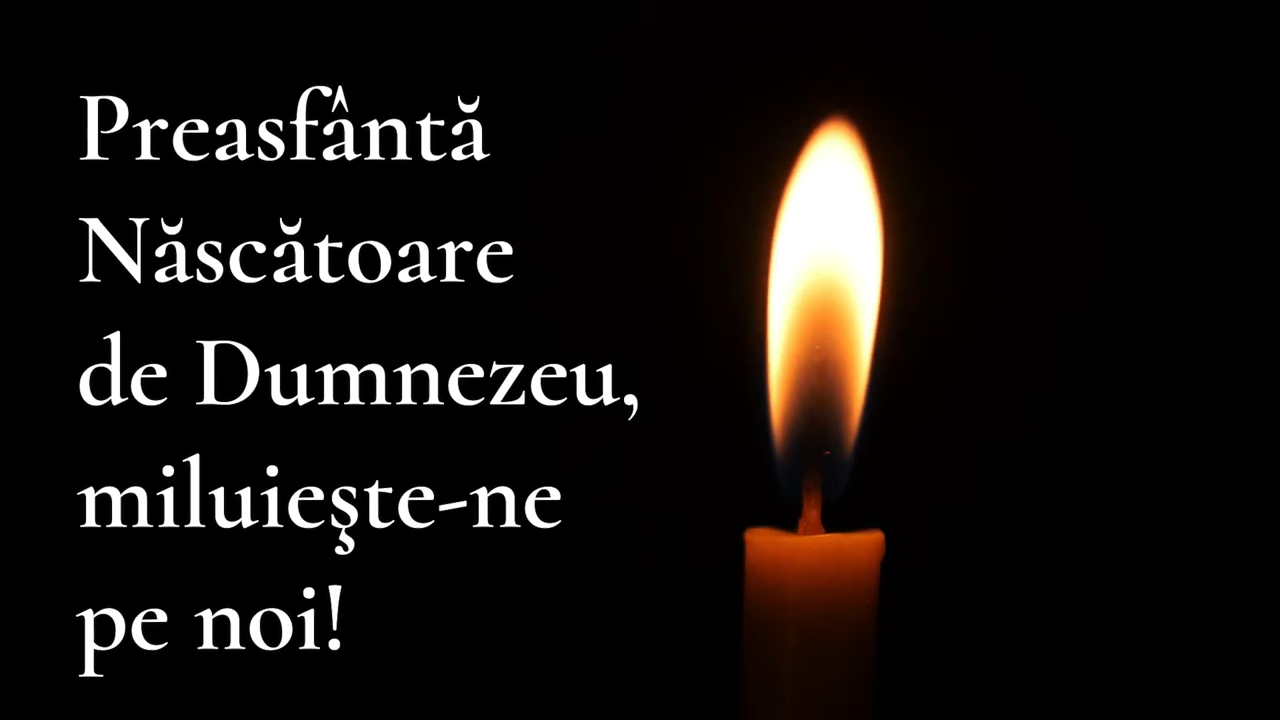 Preasfântă
Născătoare
de Dumnezeu,
miluieşte-ne
pe noi!